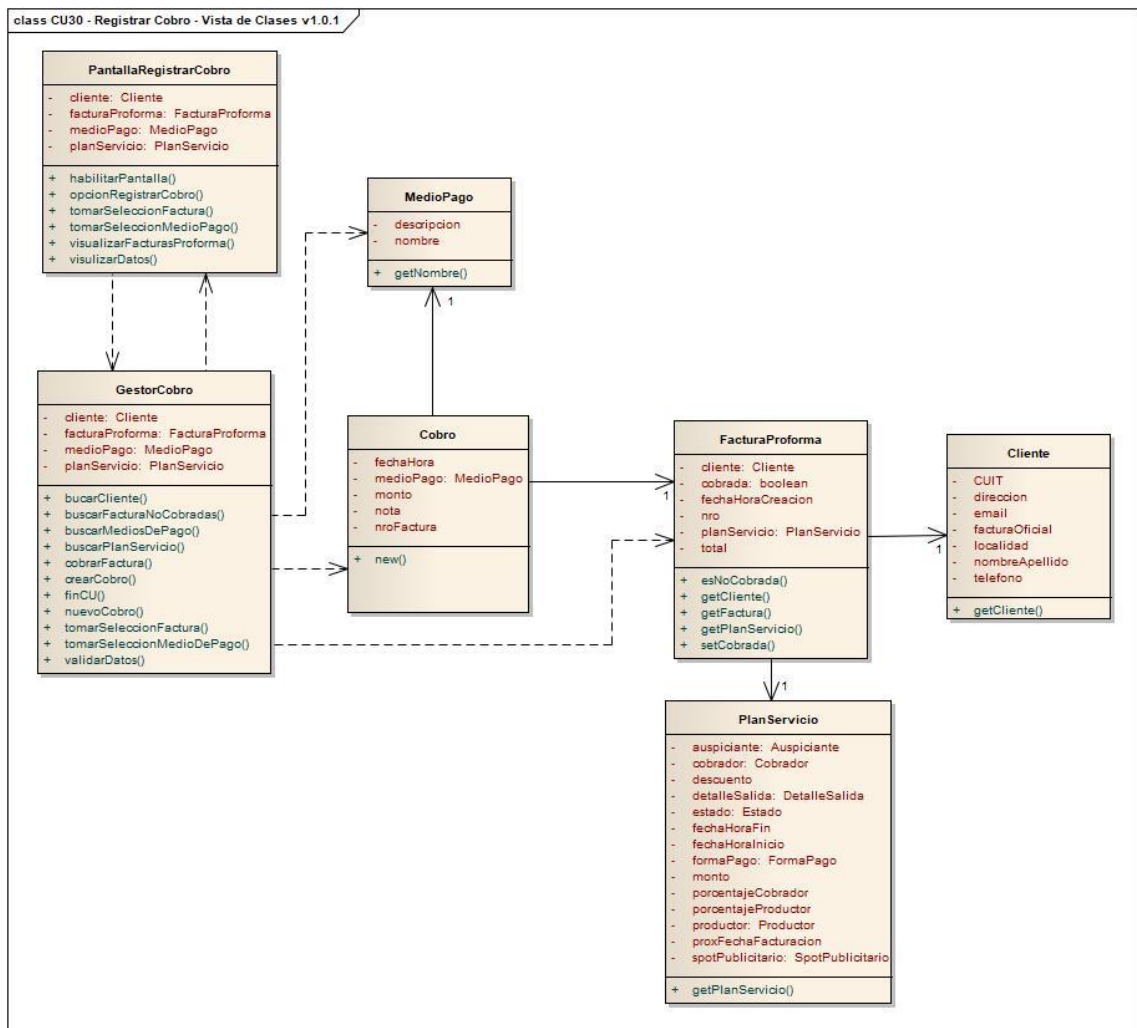 class CU30 - Registrar Cobro - Vista de Clases v1.0.1
PantallaRegistrarCobro
- cliente: Cliente
- facturaProforma: FacturaProforma
- medioPago: MedioPago
- planServicio: PlanServicio
+ habilitarPantalla()
+ opcionRegistrarCobro()
+ tomarSeleccionFactura()
+ tomarSeleccionMedioPago()
+ visualizarFacturasProforma()
+ visulizarDatos()
MedioPago
- descripcion
- nombre
+ getNombre()
1
GestorCobro
- cliente: Cliente
- facturaProforma: FacturaProforma
- medioPago: MedioPago
- planServicio: PlanServicio
+ bucarCliente()
+ buscarFacturaNoCobradas()
+ buscarMediosDePago()
+ buscarPlanServicio()
+ cobrarFactura()
+ crearCobro()
+ finCU()
+ nuevoCobro()
+ tomarSeleccionFactura()
+ tomarSeleccionMedioDePago()
+ validarDatos()
Cobro
- fechaHora
- medioPago: MedioPago
- monto
- nota
- nroFactura
+ new()
1
FacturaProforma
- cliente: Cliente
- cobrada: boolean
- fechaHoraCreacion
- nro
- planServicio: PlanServicio
- total
+ esNoCobrada()
+ getCliente()
+ getFactura()
+ getPlanServicio()
+ setCobrada()
1
Cliente
- CUIT
- direccion
- email
- facturaOficial
- localidad
- nombreApellido
- telefono
+ getCliente()
1
PlanServicio
- auspiciante: Auspiciante
- cobrador: Cobrador
- descuento
- detalleSalida: DetalleSalida
- estado: Estado
- fechaHoraFin
- fechaHoraInicio
- formaPago: FormaPago
- monto
- porcentajeCobrador
- porcentajeProductor
- productor: Productor
- proxFechaFacturacion
- spotPublicitario: SpotPublicitario
+ getPlanServicio()